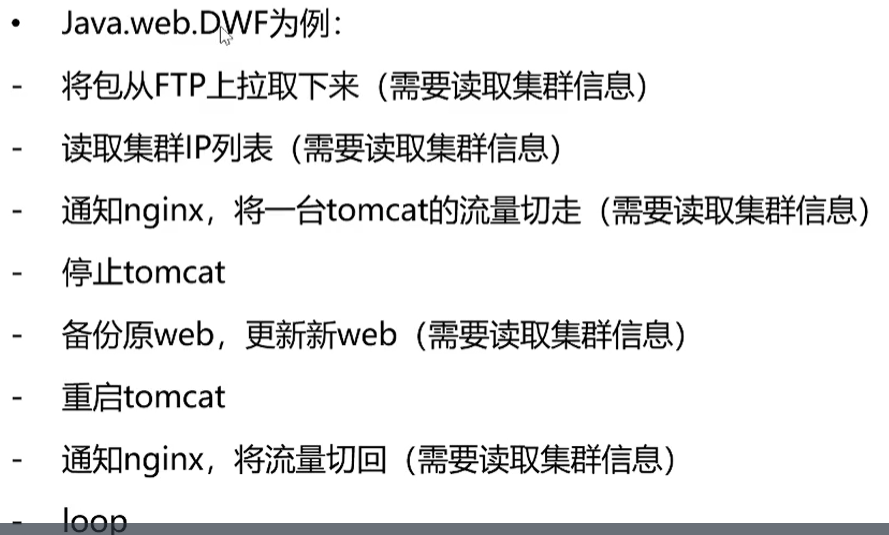 • Java.web.DWF为例：
- 将包从FTP上拉取下来（需要读取集群信息）
- 读取集群IP列表（需要读取集群信息）
- 通知nginx，将一台tomcat的流量切走（需要读取集群信息）
- 停止tomcat
- 备份原web，更新新web（需要读取集群信息）
- 重启tomcat
- 通知nginx，将流量切回（需要读取集群信息）
- loop